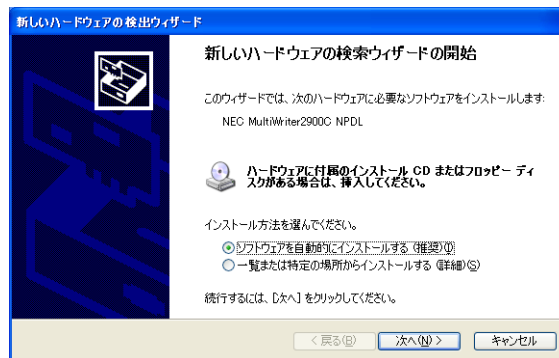 新しいハードウェアの検出ウィザード
新しいハードウェアの検索ウィザードの開始
このウィザードでは、次のハードウェアに必要なソフトウェアをインストールします:
NEC MultiWriter2900C NPDL
ハードウェアに付属のインストール CD またはフロッピー ディ
スクがある場合は、挿入してください。
インストール方法を選んでください。
ソフトウェアを自動的にインストールする (推奨)(I)
一覧または特定の場所からインストールする (詳細)(S)
続行するには、[次へ] をクリックしてください。
< 戻る(B) 次へ(N) > キャンセル